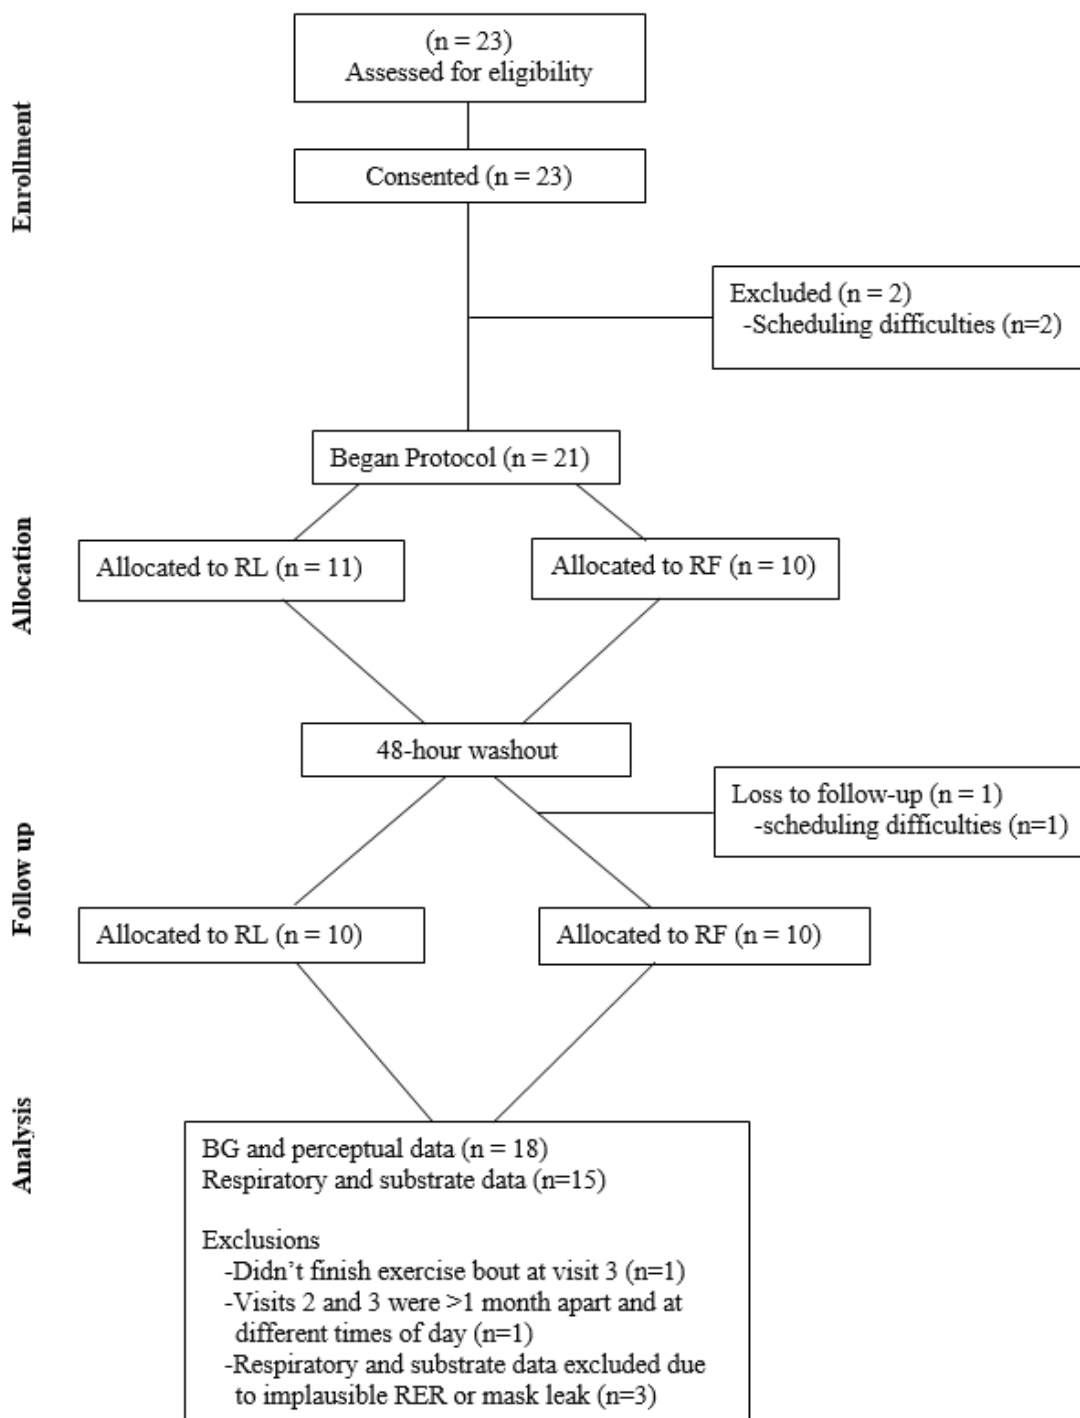 (n = 23)
Assessed for eligibility
Enrollment
Consented (n = 23)
Excluded (n = 2)
-Scheduling difficulties (n=2)
Began Protocol (n = 21)
Allocation
Allocated to RL (n = 11)
Allocated to RF (n = 10)
48-hour washout
Loss to follow-up (n = 1)
-scheduling difficulties (n=1)
Follow up
Allocated to RL (n = 10)
Allocated to RF (n = 10)
Analysis
BG and perceptual data (n = 18)
Respiratory and substrate data (n=15)
Exclusions
-Didn't finish exercise bout at visit 3 (n=1)
-Visits 2 and 3 were >1 month apart and at
different times of day (n=1)
-Respiratory and substrate data excluded due
to implausible RER or mask leak (n=3)